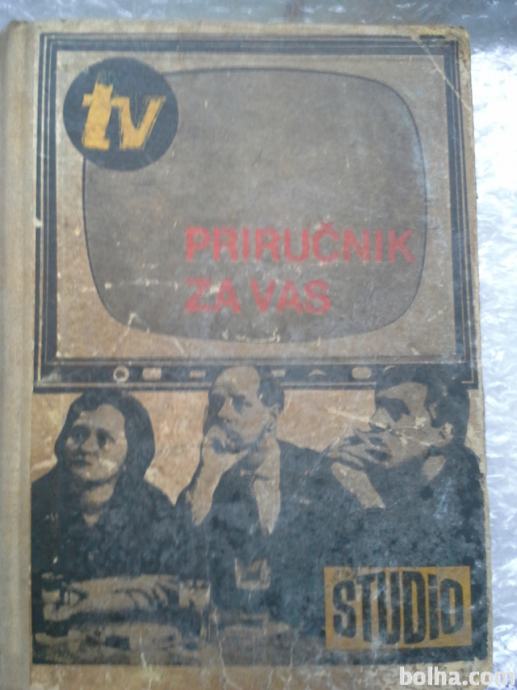 tv
PRIRUČNIK
ZA VAS
STUDIO
bolha.com